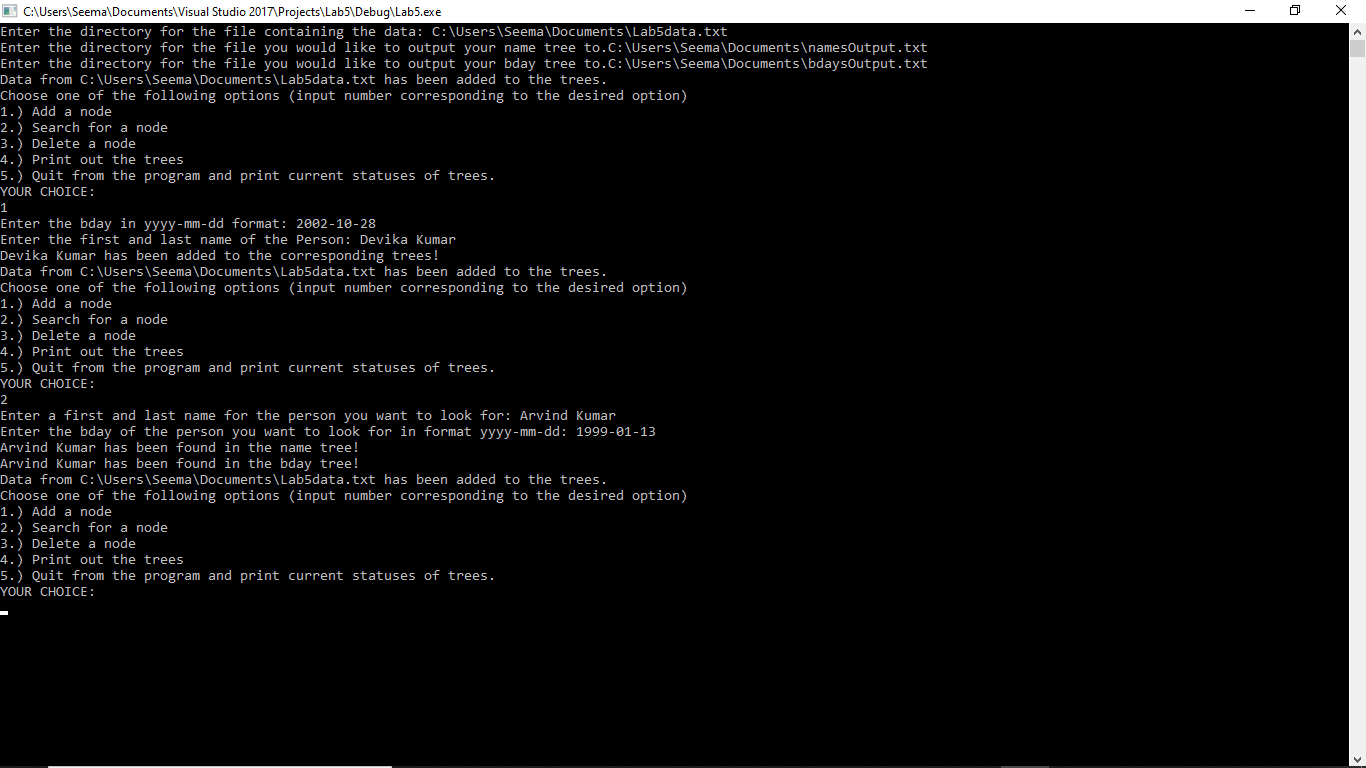 C:\Users\Seema\Documents\Visual Studio 2017\Projects\Lab5\Debug\Lab5.exe
Enter the directory for the file containing the data: C:\Users\Seema\Documents\Lab5data.txt
Enter the directory for the file you would like to output your name tree to.C:\Users\Seema\Documents\namesOutput.txt
Enter the directory for the file you would like to output your bday tree to.C:\Users\Seema\Documents\bdaysOutput.txt
Data from C:\Users\Seema\Documents\Lab5data.txt has been added to the trees.
Choose one of the following options (input number corresponding to the desired option)
1.) Add a node
2.) Search for a node
3.) Delete a node
4.) Print out the trees
5.) Quit from the program and print current statuses of trees.
YOUR CHOICE:
1
Enter the bday in yyyy-mm-dd format: 2002-10-28
Enter the first and last name of the Person: Devika Kumar
Devika Kumar has been added to the corresponding trees!
Data from C:\Users\Seema\Documents\Lab5data.txt has been added to the trees.
Choose one of the following options (input number corresponding to the desired option)
1.) Add a node
2.) Search for a node
3.) Delete a node
4.) Print out the trees
5.) Quit from the program and print current statuses of trees.
YOUR CHOICE:
2
Enter a first and last name for the person you want to look for: Arvind Kumar
Enter the bday of the person you want to look for in format yyyy-mm-dd: 1999-01-13
Arvind Kumar has been found in the name tree!
Arvind Kumar has been found in the bday tree!
Data from C:\Users\Seema\Documents\Lab5data.txt has been added to the trees.
Choose one of the following options (input number corresponding to the desired option)
1.) Add a node
2.) Search for a node
3.) Delete a node
4.) Print out the trees
5.) Quit from the program and print current statuses of trees.
YOUR CHOICE: